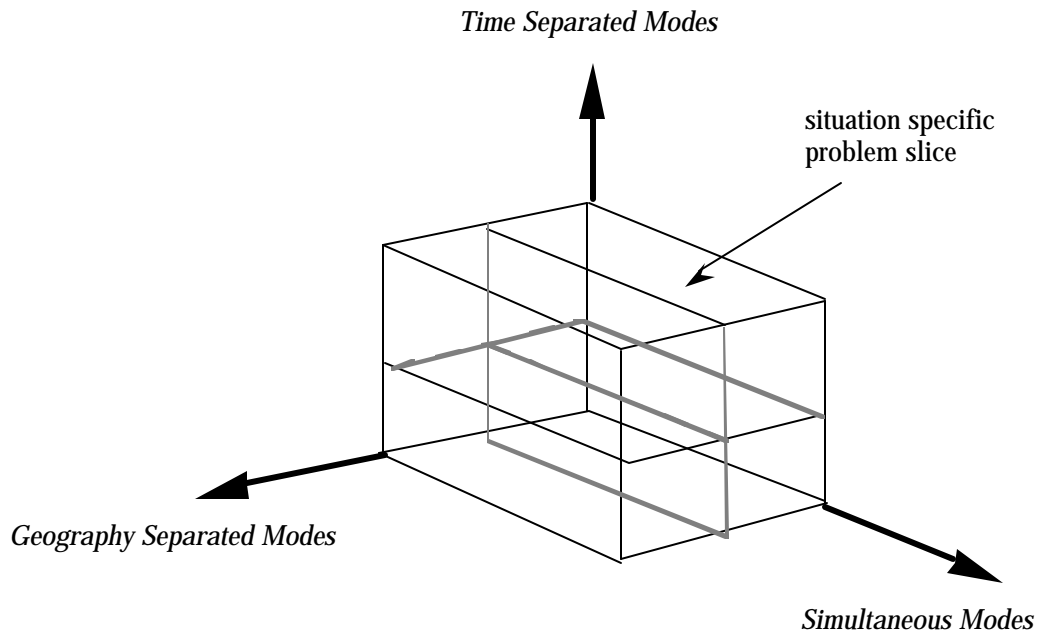 Time Separated Modes
situation specific
problem slice
Geography Separated Modes
Simultaneous Modes